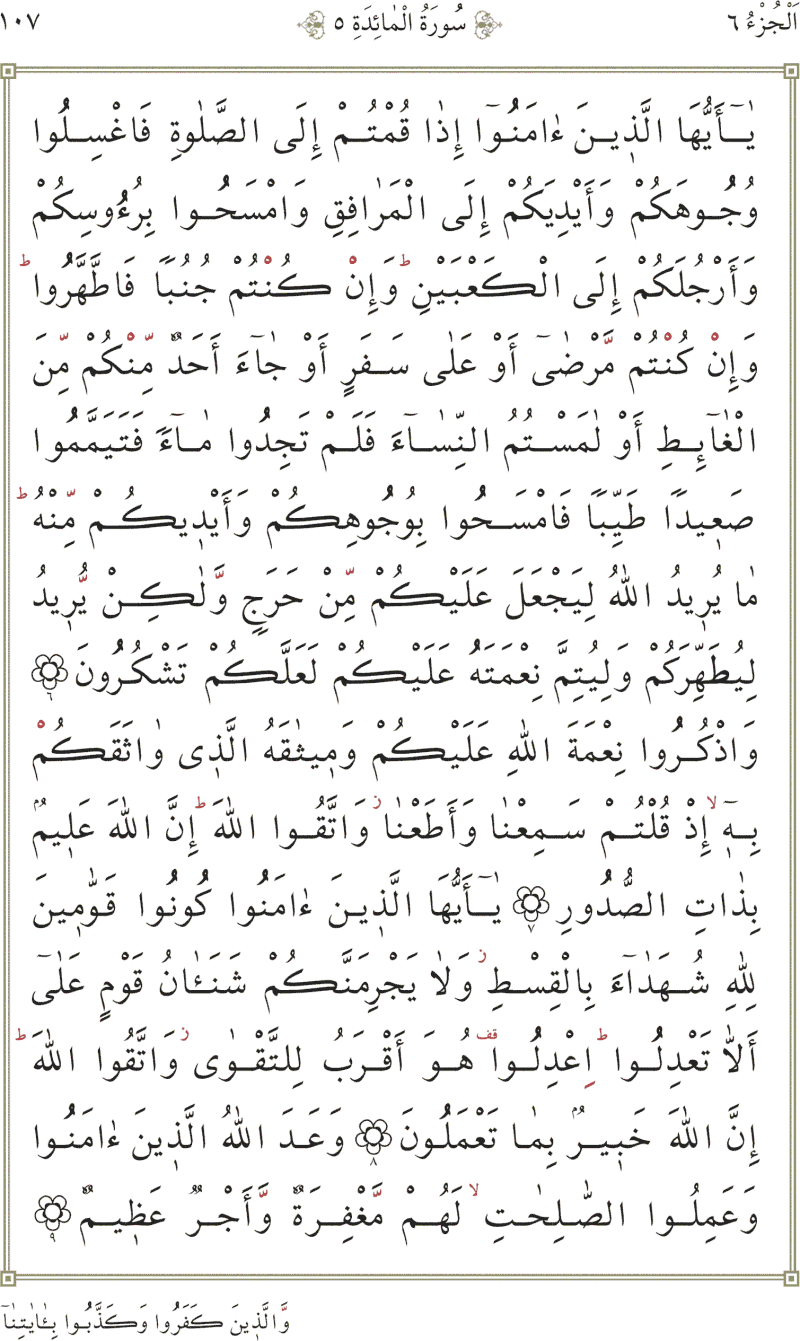 اَلْجُزْءُ ٦ سُورَةُ الْمَائِدَةِ ٥ ١٠٧
يَٰٓأَيُّهَا الَّذِينَ ءَامَنُوٓا إِذَا قُمْتُمْ إِلَى الصَّلَوٰةِ فَاغْسِلُوا
وُجُوهَكُمْ وَأَيْدِيَكُمْ إِلَى الْمَرَافِقِ وَامْسَحُوا بِرُءُوسِكُمْ
وَأَرْجُلَكُمْ إِلَى الْكَعْبَيْنِ ۭ وَإِنْ كُنْتُمْ جُنُبًا فَاطَّهَّرُوا ۭ
وَإِنْ كُنْتُمْ مَّرْضَىٰٓ أَوْ عَلَىٰ سَفَرٍ أَوْ جَآءَ أَحَدٌ مِّنْكُمْ مِّنَ
الْغَآئِطِ أَوْ لَٰمَسْتُمُ النِّسَآءَ فَلَمْ تَجِدُوا مَآءً فَتَيَمَّمُوا
صَعِيدًا طَيِّبًا فَامْسَحُوا بِوُجُوهِكُمْ وَأَيْدِيكُمْ مِّنْهُ ۭ
مَا يُرِيدُ اللّٰهُ لِيَجْعَلَ عَلَيْكُمْ مِّنْ حَرَجٍ وَّلَٰكِنْ يُّرِيدُ
لِيُطَهِّرَكُمْ وَلِيُتِمَّ نِعْمَتَهُ عَلَيْكُمْ لَعَلَّكُمْ تَشْكُرُونَ ٦
وَاذْكُرُوا نِعْمَةَ اللّٰهِ عَلَيْكُمْ وَمِيثَٰقَهُ الَّذِى وَاثَقَكُمْ
بِهِٓ ۙ إِذْ قُلْتُمْ سَمِعْنَا وَأَطَعْنَا ز وَاتَّقُوا اللّٰهَ ۭ إِنَّ اللّٰهَ عَلِيمٌۢ
بِذَاتِ الصُّدُورِ ٧ يَٰٓأَيُّهَا الَّذِينَ ءَامَنُوا كُونُوا قَوَّٰمِينَ
لِلّٰهِ شُهَدَآءَ بِالْقِسْطِ ز وَلَا يَجْرِمَنَّكُمْ شَنَـَٔانُ قَوْمٍ عَلَىٰٓ
أَلَّا تَعْدِلُوا ۭ اِعْدِلُوا قف هُوَ أَقْرَبُ لِلتَّقْوَىٰ ز وَاتَّقُوا اللّٰهَ ۭ
إِنَّ اللّٰهَ خَبِيرٌۢ بِمَا تَعْمَلُونَ ٨ وَعَدَ اللّٰهُ الَّذِينَ ءَامَنُوا
وَعَمِلُوا الصَّٰلِحَٰتِ ۙ لَهُمْ مَّغْفِرَةٌ وَّأَجْرٌ عَظِيمٌ ٩
وَالَّذِينَ كَفَرُوا وَكَذَّبُوا بِـَٔايَٰتِنَآ